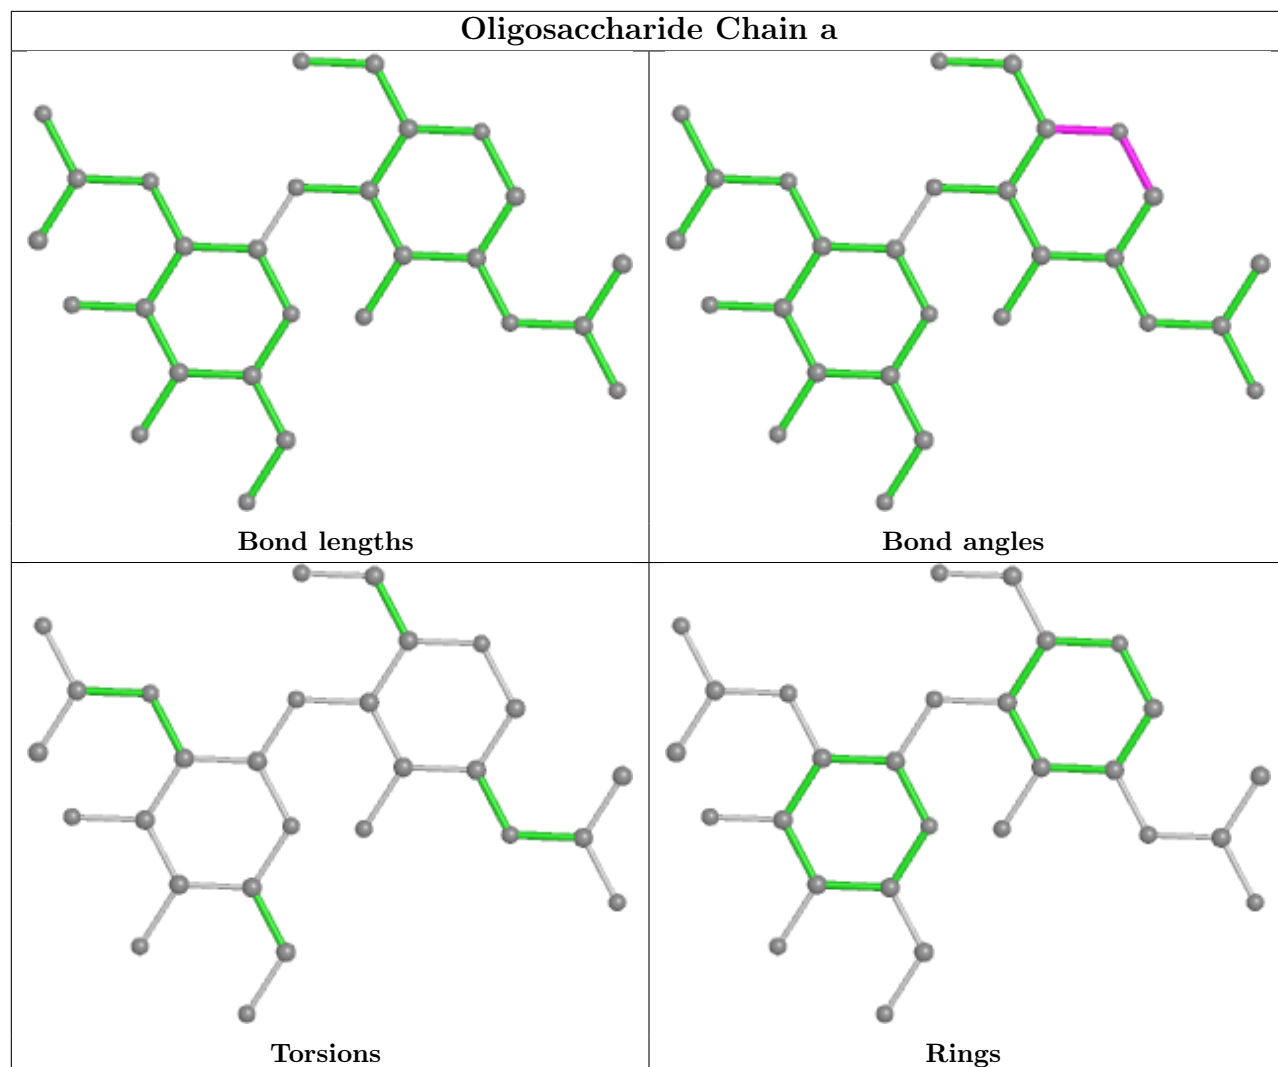 Oligosaccharide Chain a
Bond lengths
Bond angles
Torsions
Rings